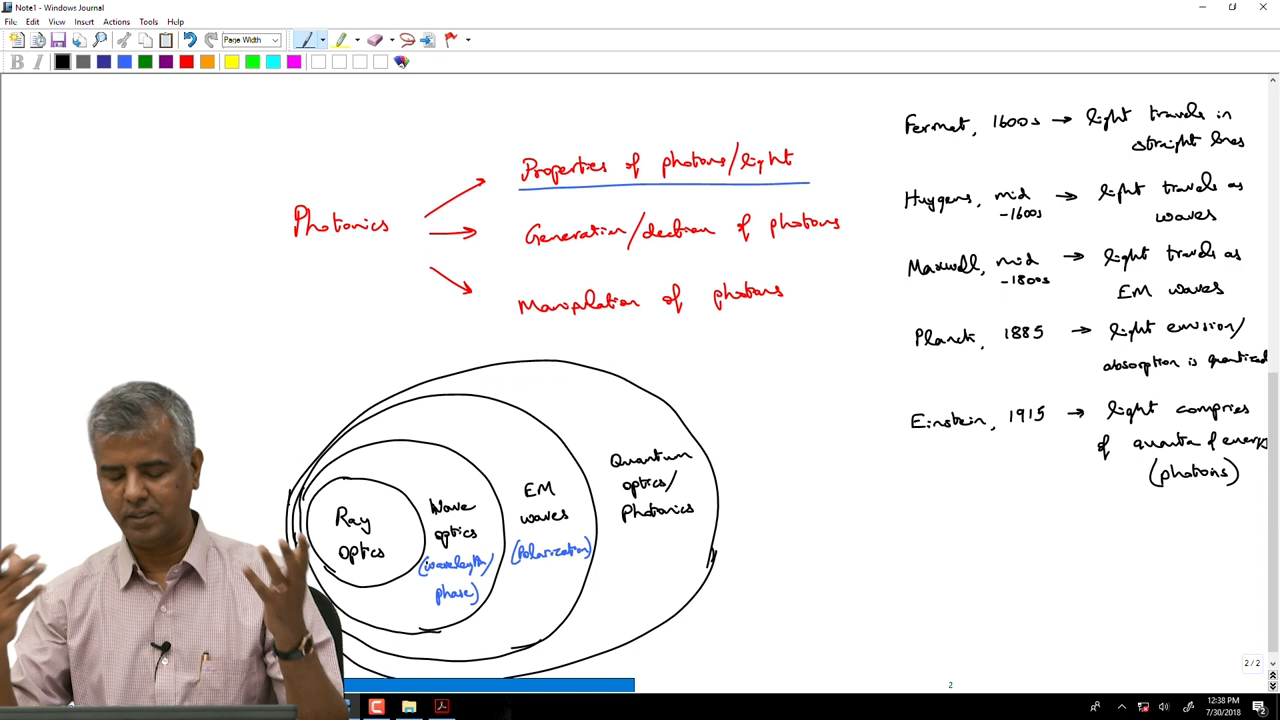 Note1 - Windows Journal
File Edit View Insert Actions Tools Help
Page Width
B I
Photonics
Properties of photons/light
Generation/dection of photons
Manipulation of photons
Fermat, 1600s → light travels in
straight lines
Huygens, mid → light travels as
-1600s waves
Maxwell, mid → light travels as
-1800s EM waves
Planck, 1885 → light emission/
absorption is quantized
Einstein, 1915 → light compries
of quanta of energy
(photons)
Ray
optics
Wave
optics
(wavelength/
phase)
EM
waves
(Polarization)
Quantum
optics/
Photonics
2/2
2
12:38 PM
7/30/2018
2